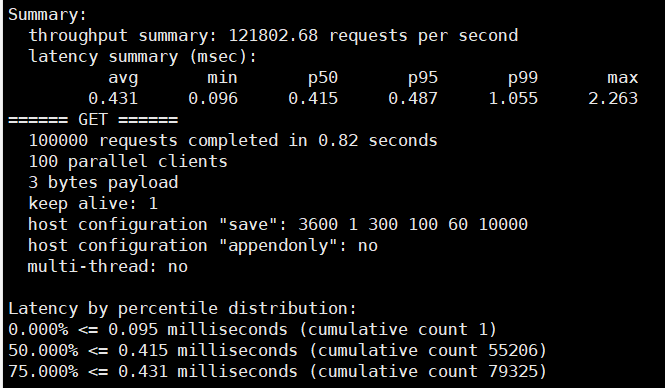 Summary:
throughput summary: 121802.68 requests per second
latency summary (msec):
avg min p50 p95 p99 max
0.431 0.096 0.415 0.487 1.055 2.263
====== GET ======
100000 requests completed in 0.82 seconds
100 parallel clients
3 bytes payload
keep alive: 1
host configuration "save": 3600 1 300 100 60 10000
host configuration "appendonly": no
multi-thread: no
Latency by percentile distribution:
0.000% <= 0.095 milliseconds (cumulative count 1)
50.000% <= 0.415 milliseconds (cumulative count 55206)
75.000% <= 0.431 milliseconds (cumulative count 79325)